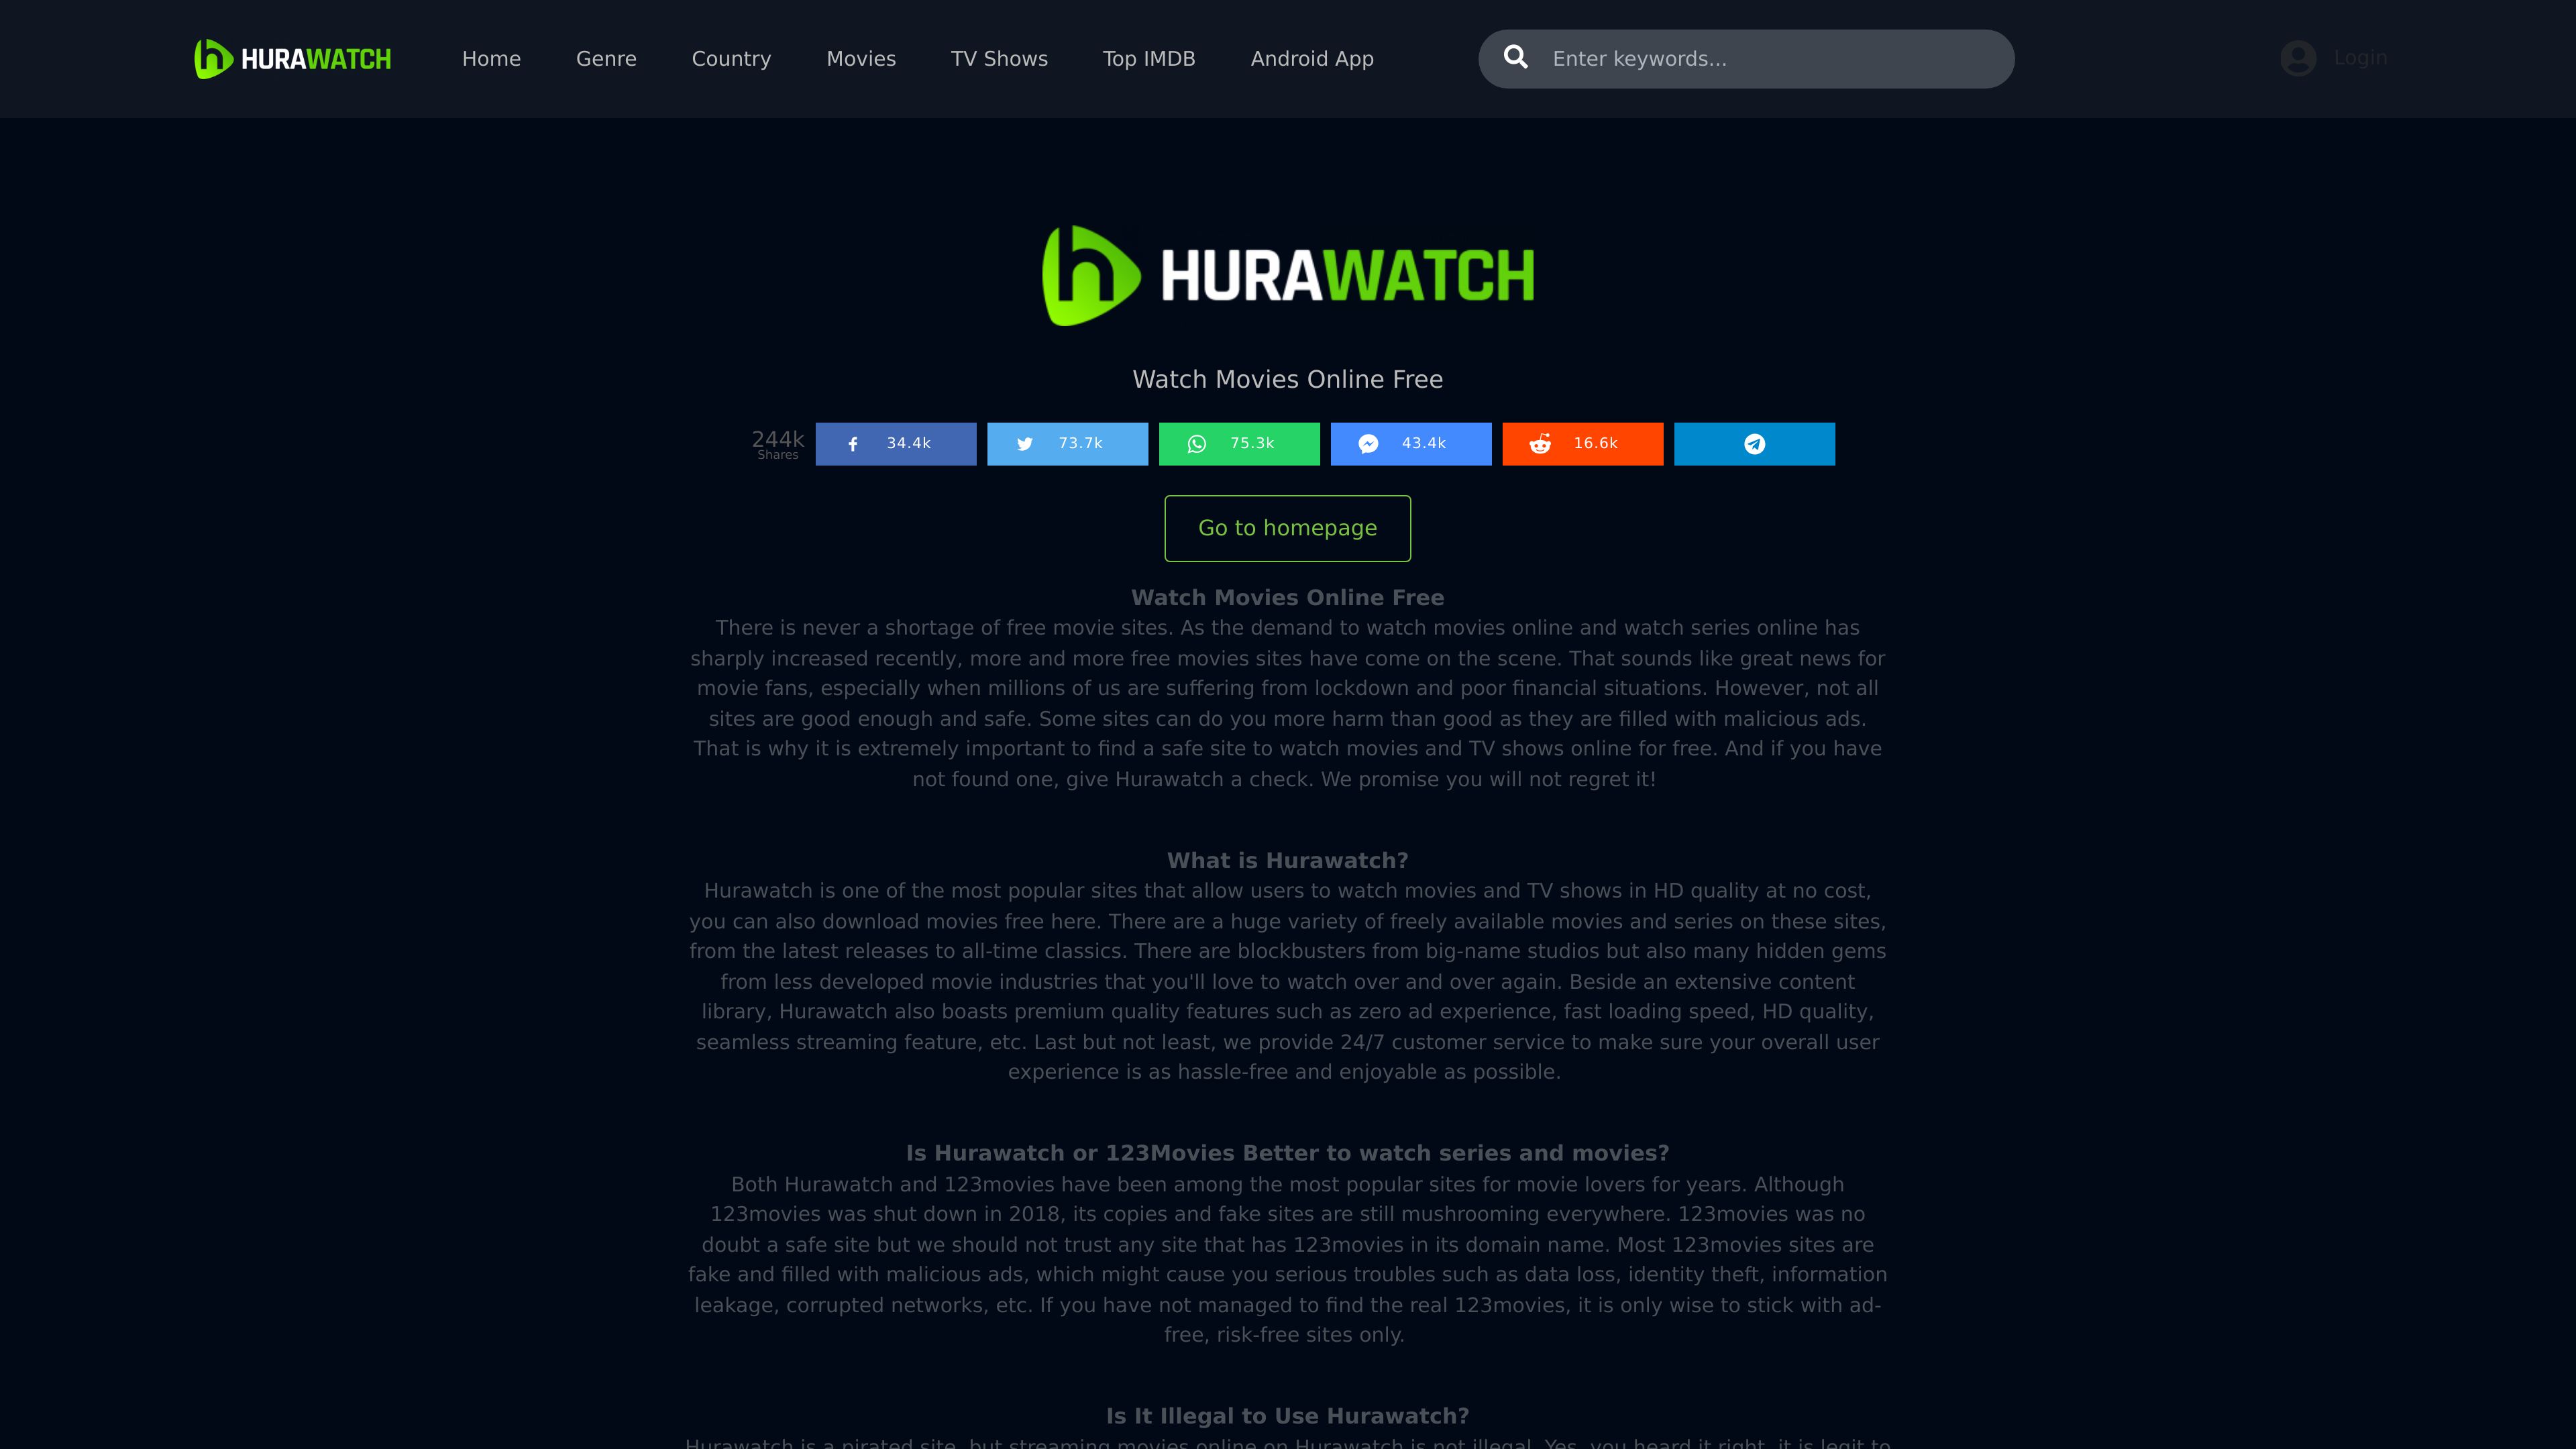 HURAWATCH
Home
Genre
Country
Movies
TV Shows
Top IMDB
Android App
Enter keywords...
Login
HURAWATCH
Watch Movies Online Free
244k
Shares
34.4k
73.7k
75.3k
43.4k
16.6k
Go to homepage
Watch Movies Online Free
There is never a shortage of free movie sites. As the demand to watch movies online and watch series online has
sharply increased recently, more and more free movies sites have come on the scene. That sounds like great news for
movie fans, especially when millions of us are suffering from lockdown and poor financial situations. However, not all
sites are good enough and safe. Some sites can do you more harm than good as they are filled with malicious ads.
That is why it is extremely important to find a safe site to watch movies and TV shows online for free. And if you have
not found one, give Hurawatch a check. We promise you will not regret it!
What is Hurawatch?
Hurawatch is one of the most popular sites that allow users to watch movies and TV shows in HD quality at no cost,
you can also download movies free here. There are a huge variety of freely available movies and series on these sites,
from the latest releases to all-time classics. There are blockbusters from big-name studios but also many hidden gems
from less developed movie industries that you'll love to watch over and over again. Beside an extensive content
library, Hurawatch also boasts premium quality features such as zero ad experience, fast loading speed, HD quality,
seamless streaming feature, etc. Last but not least, we provide 24/7 customer service to make sure your overall user
experience is as hassle-free and enjoyable as possible.
Is Hurawatch or 123Movies Better to watch series and movies?
Both Hurawatch and 123movies have been among the most popular sites for movie lovers for years. Although
123movies was shut down in 2018, its copies and fake sites are still mushrooming everywhere. 123movies was no
doubt a safe site but we should not trust any site that has 123movies in its domain name. Most 123movies sites are
fake and filled with malicious ads, which might cause you serious troubles such as data loss, identity theft, information
leakage, corrupted networks, etc. If you have not managed to find the real 123movies, it is only wise to stick with ad-
free, risk-free sites only.
Is It Illegal to Use Hurawatch?
Hurawatch is a pirated site, but streaming movies online on Hurawatch is not illegal. Yes, you heard it right, it is legit to